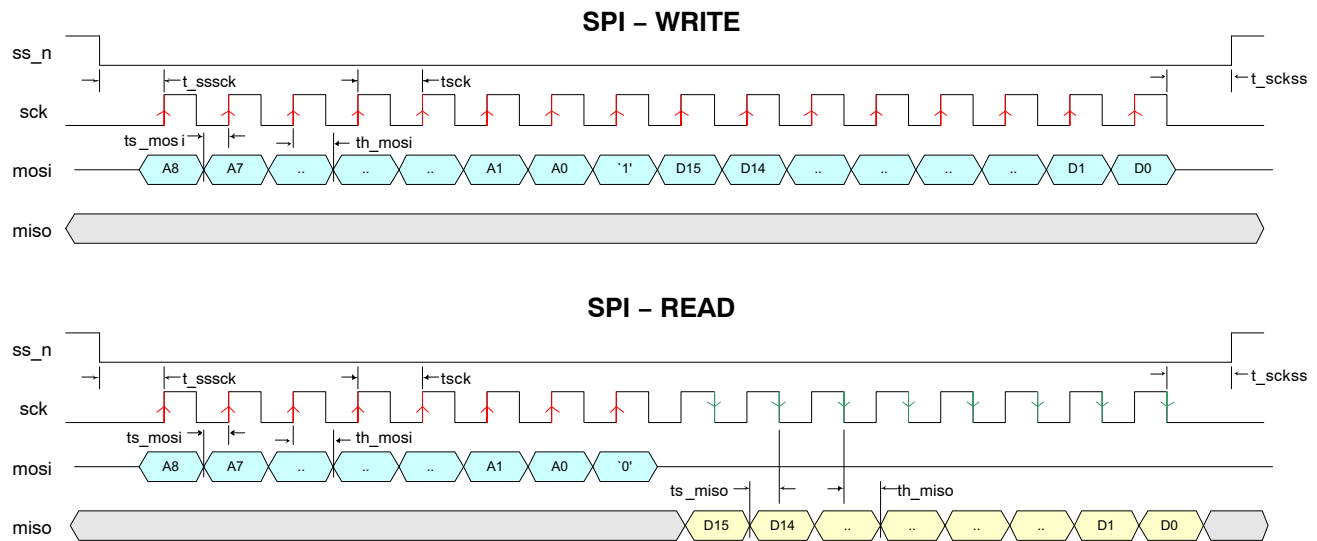 SPI – WRITE
ss_n
t_sssck tsck t_sckss
sck
ts_mosi th_mosi
mosi A8 A7 .. .. .. A1 A0 `1' D15 D14 .. .. .. .. D1 D0
miso
SPI – READ
ss_n
t_sssck tsck t_sckss
sck
ts_mosi th_mosi
mosi A8 A7 .. .. .. A1 A0 `0'
ts_miso th_miso
miso D15 D14 .. .. .. .. D1 D0